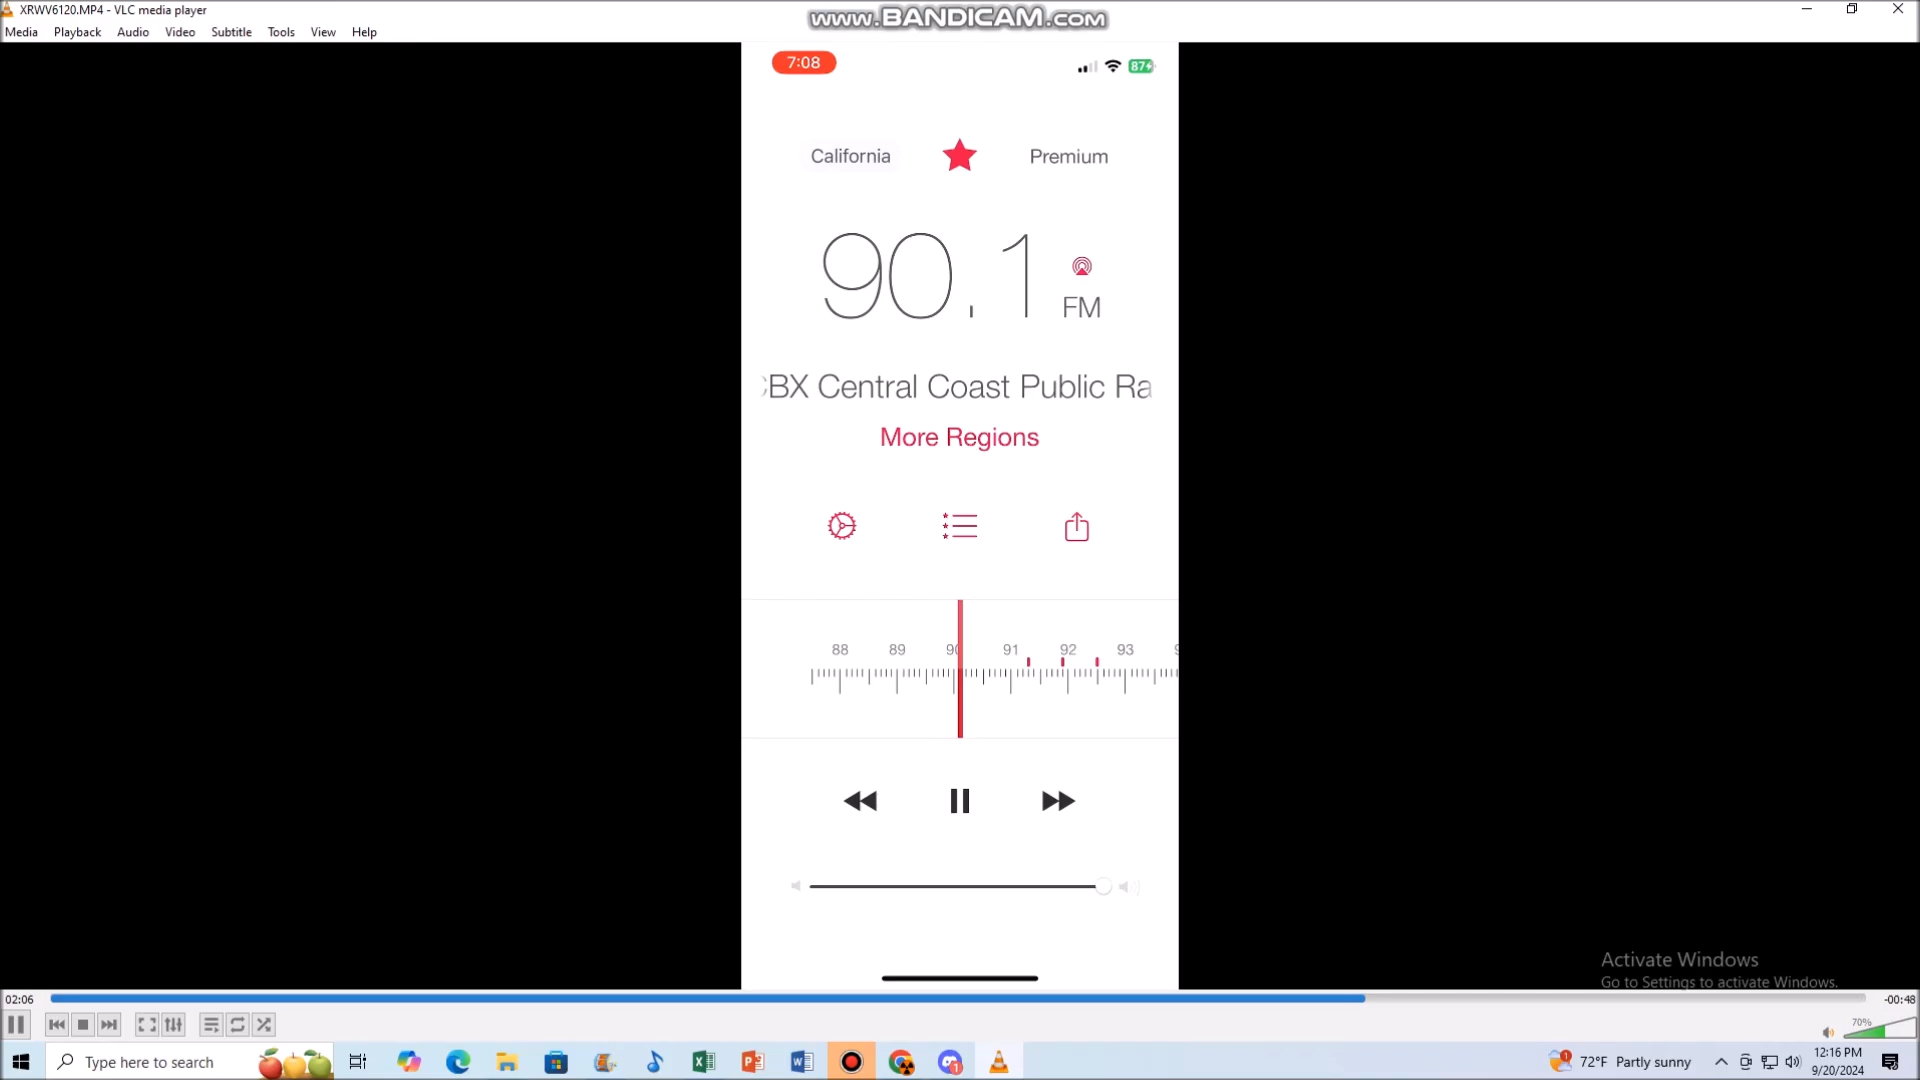 XRWV6120.MP4 - VLC media player
www.BANDICAM.com
Media Playback Audio Video Subtitle Tools View Help
7:08
87
California Premium
90.1
FM
BX Central Coast Public Ra
More Regions
88 89 90 91 92 93
Activate Windows
Go to Settings to activate Windows.
02:06
-00:48
70%
Type here to search
1
1
72°F Partly sunny
12:16 PM
9/20/2024